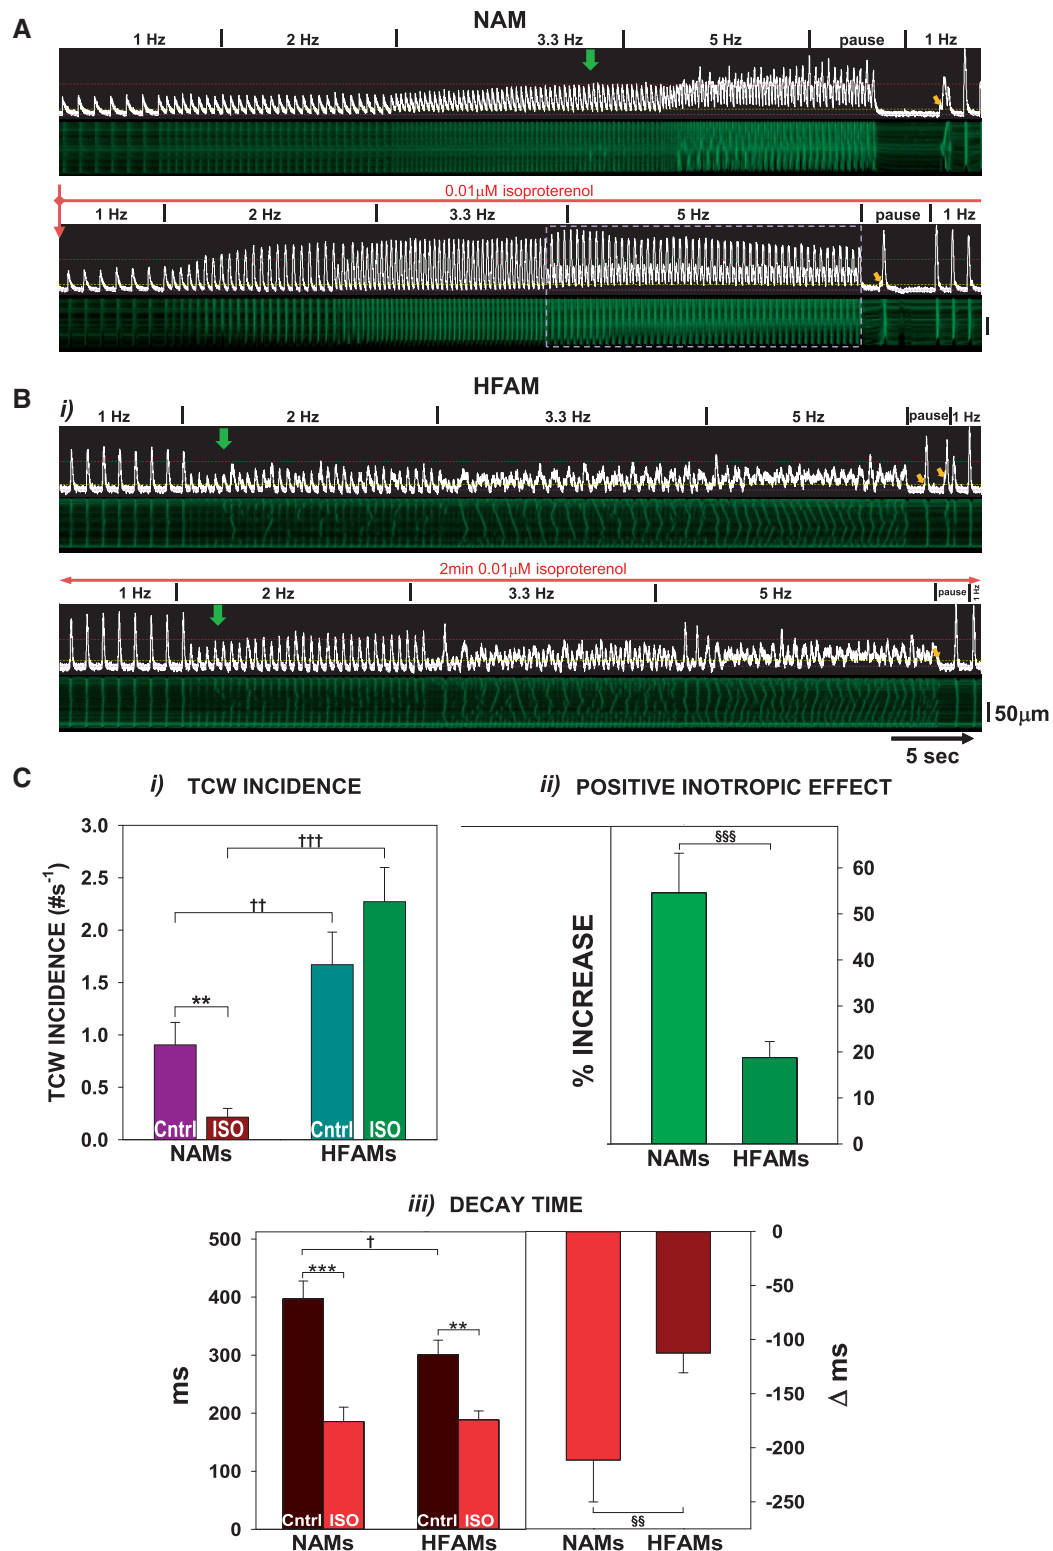 A
NAM
1 Hz 2 Hz 3.3 Hz 5 Hz pause 1 Hz
0.01µM isoproterenol
1 Hz 2 Hz 3.3 Hz 5 Hz pause 1 Hz
B
HFAM
i)
1 Hz 2 Hz 3.3 Hz 5 Hz pause 1 Hz
2min 0.01µM isoproterenol
1 Hz 2 Hz 3.3 Hz 5 Hz pause 1 Hz
50µm
5 sec
C
i) TCW INCIDENCE
TCW INCIDENCE (#s⁻¹)
3.0
2.5
2.0
1.5
1.0
0.5
0.0
†††
††
**
Cntrl ISO Cntrl ISO
NAMs HFAMs
ii) POSITIVE INOTROPIC EFFECT
§§§
% INCREASE
60
50
40
30
20
10
0
NAMs HFAMs
iii) DECAY TIME
ms
500
400
300
200
100
0
†
***
**
Cntrl ISO Cntrl ISO
NAMs HFAMs
0
-50
-100
-150
-200
-250
Δ ms
§§
NAMs HFAMs